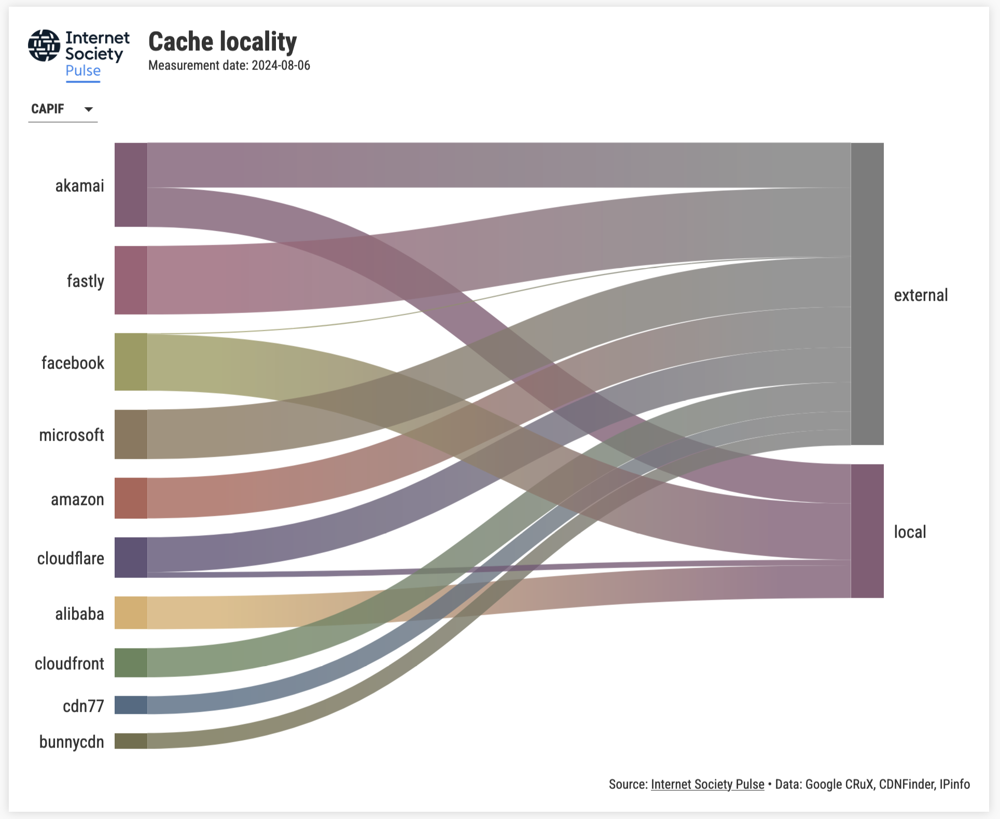 Internet
Society
Pulse
Cache locality
Measurement date: 2024-08-06
CAPIF
akamai
fastly
facebook
microsoft
amazon
cloudflare
alibaba
cloudfront
cdn77
bunnycdn
external
local
Source: Internet Society Pulse • Data: Google CRuX, CDNFinder, IPinfo